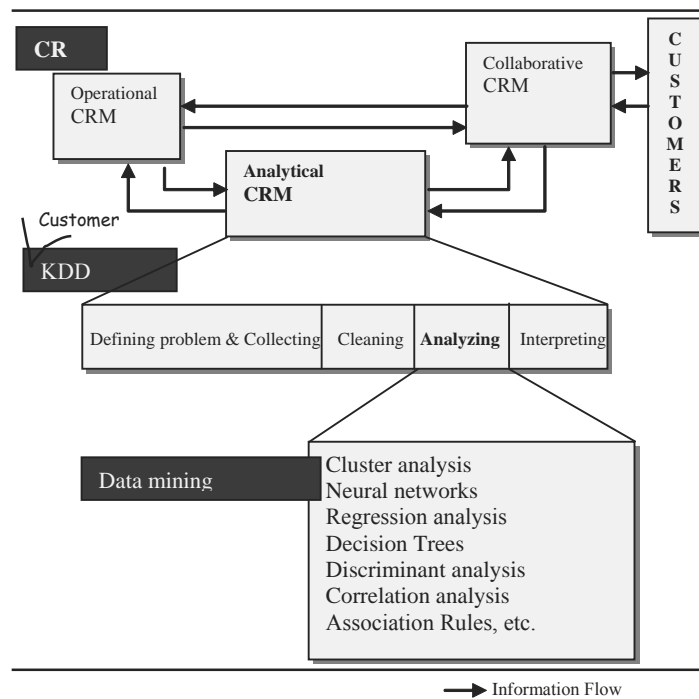 CR
Operational
CRM
Collaborative
CRM
CUSTOMERS
Analytical
CRM
Customer
KDD
Defining problem & Collecting
Cleaning
Analyzing
Interpreting
Data mining
Cluster analysis
Neural networks
Regression analysis
Decision Trees
Discriminant analysis
Correlation analysis
Association Rules, etc.
Information Flow